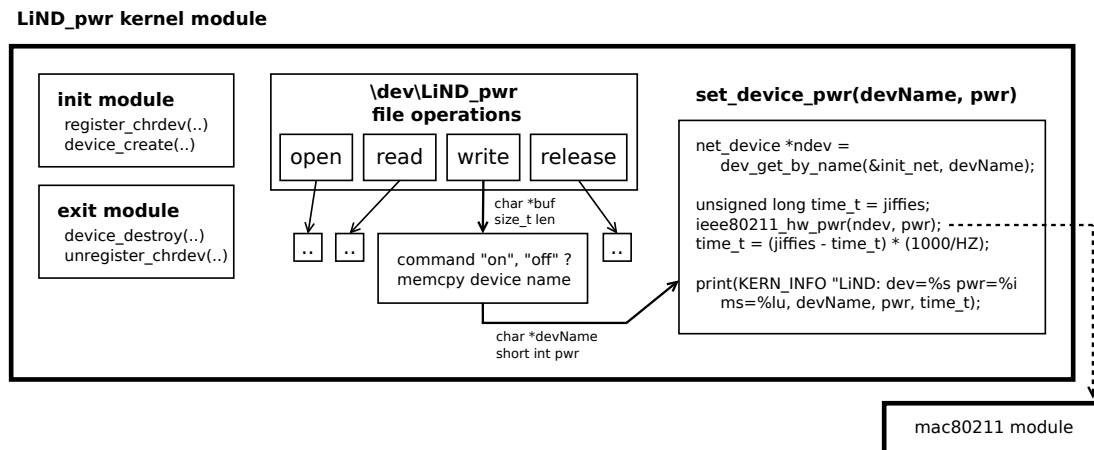 LiND_pwr kernel module
init module
register_chrdev(..)
device_create(..)
exit module
device_destroy(..)
unregister_chrdev(..)
\dev\LiND_pwr
file operations
open
read
write
release
char *buf
size_t len
..
..
..
command "on", "off" ?
memcpy device name
char *devName
short int pwr
set_device_pwr(devName, pwr)
net_device *ndev =
dev_get_by_name(&init_net, devName);
unsigned long time_t = jiffies;
ieee80211_hw_pwr(ndev, pwr);
time_t = (jiffies - time_t) * (1000/HZ);
print(KERN_INFO "LiND: dev=%s pwr=%i
ms=%lu, devName, pwr, time_t);
mac80211 module